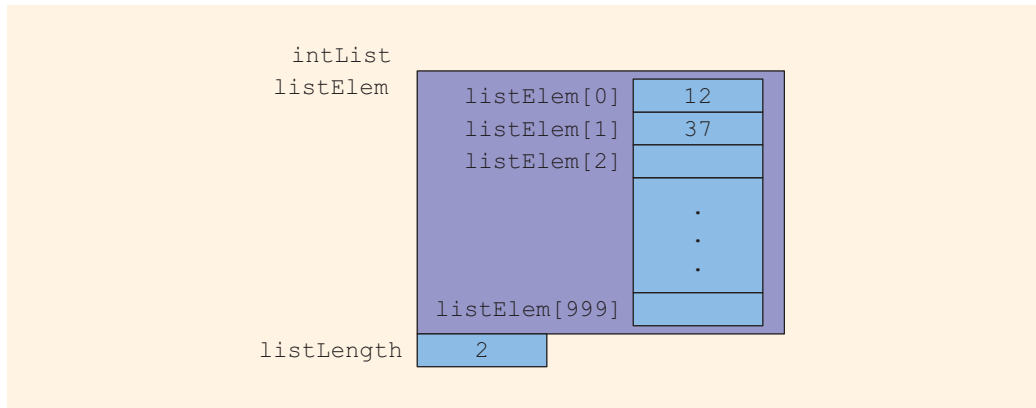 intList
listElem
listElem[0] 12
listElem[1] 37
listElem[2]
.
.
.
listElem[999]
listLength 2